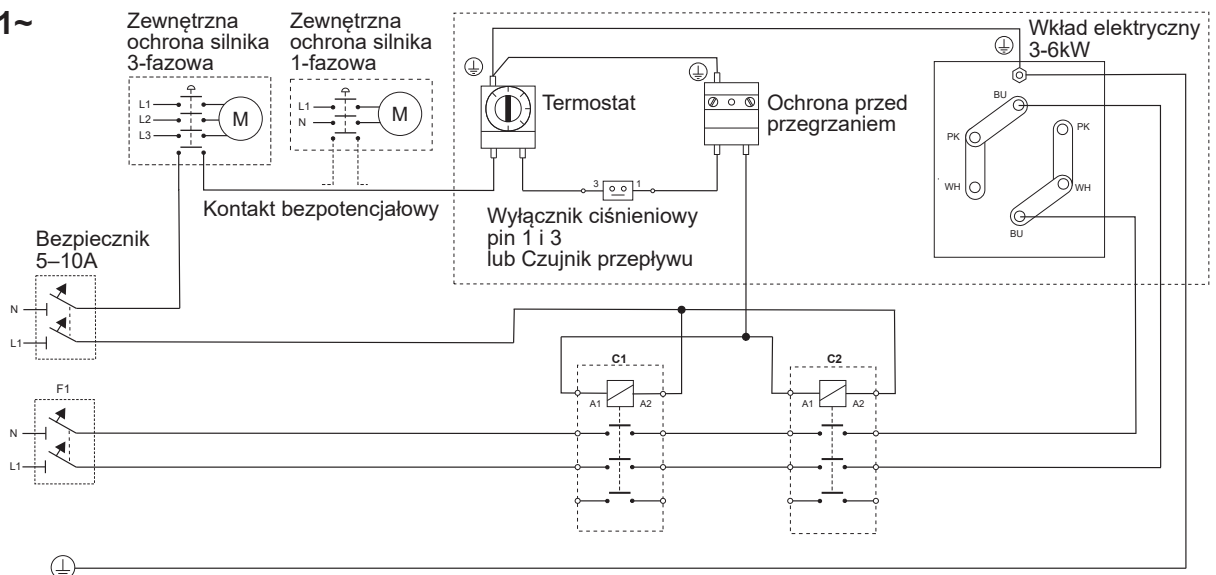 1~
Zewnętrzna
ochrona silnika
3-fazowa
Zewnętrzna
ochrona silnika
1-fazowa
Wkład elektryczny
3-6kW
L1
L2
L3
M
L1
N
M
Termostat
Ochrona przed
przegrzaniem
BU
PK
PK
WH
WH
BU
3
1
Kontakt bezpotencjałowy
Wyłącznik ciśnieniowy
pin 1 i 3
lub Czujnik przepływu
Bezpiecznik
5–10A
N
L1
C1
C2
A1
A2
A1
A2
F1
N
L1